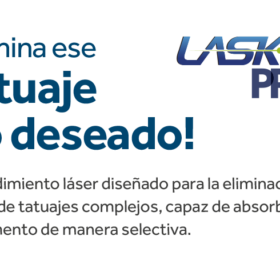 mina ese
LASK
PR
tuaje
o deseado!
dimiento láser diseñado para la eliminac
de tatuajes complejos, capaz de absorb
ento de manera selectiva.